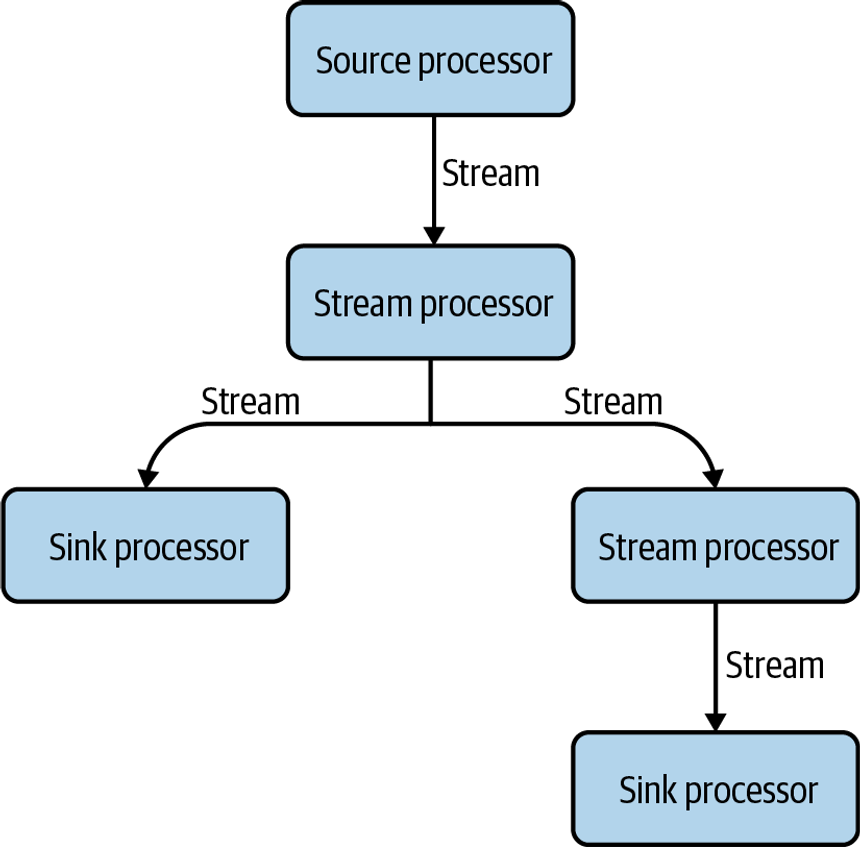 Source processor
Stream
Stream processor
Stream
Stream
Sink processor
Stream processor
Stream
Sink processor